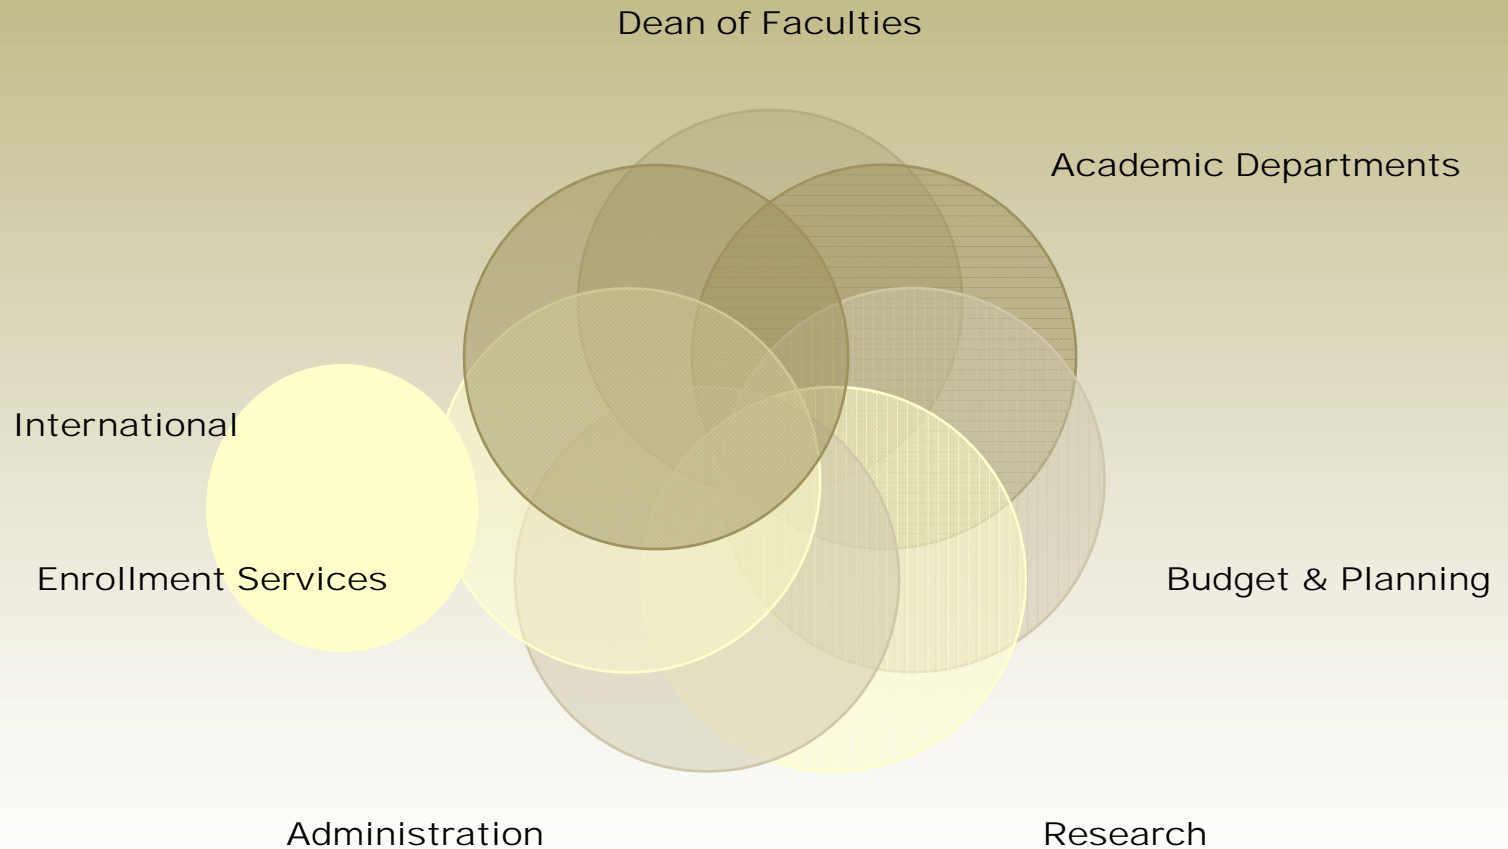 Dean of Faculties
Academic Departments
International
Enrollment Services
Budget & Planning
Administration
Research